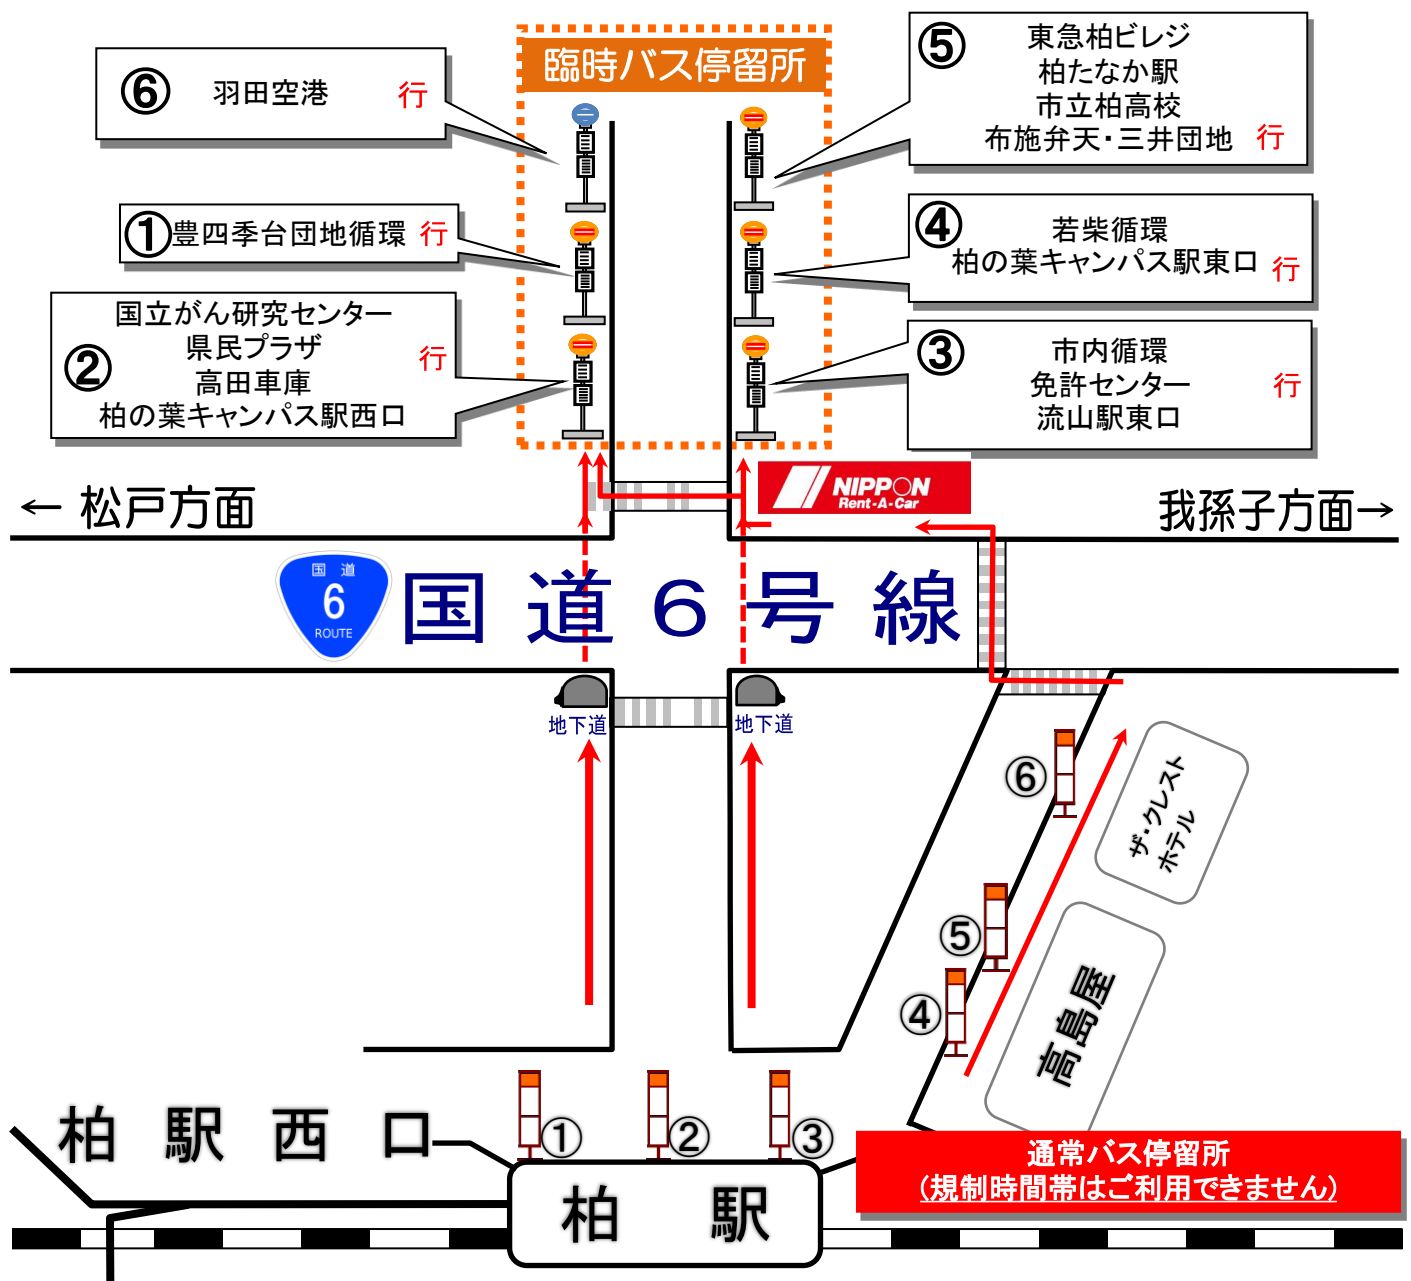 臨時バス停留所
⑥ 羽田空港 行
① 豊四季台団地循環 行
② 国立がん研究センター
県民プラザ
高田車庫
柏の葉キャンパス駅西口
行
⑤ 東急柏ビレジ
柏たなか駅
市立柏高校
布施弁天・三井団地 行
④ 若柴循環
柏の葉キャンパス駅東口 行
③ 市内循環
免許センター
流山駅東口
行
NIPPON
Rent-A-Car
← 松戸方面
我孫子方面→
国道
6
ROUTE
国道6号線
地下道
地下道
⑥
ザ・クレスト
ホテル
⑤
④
高島屋
①
②
③
柏駅西口
柏駅
通常バス停留所
(規制時間帯はご利用できません)